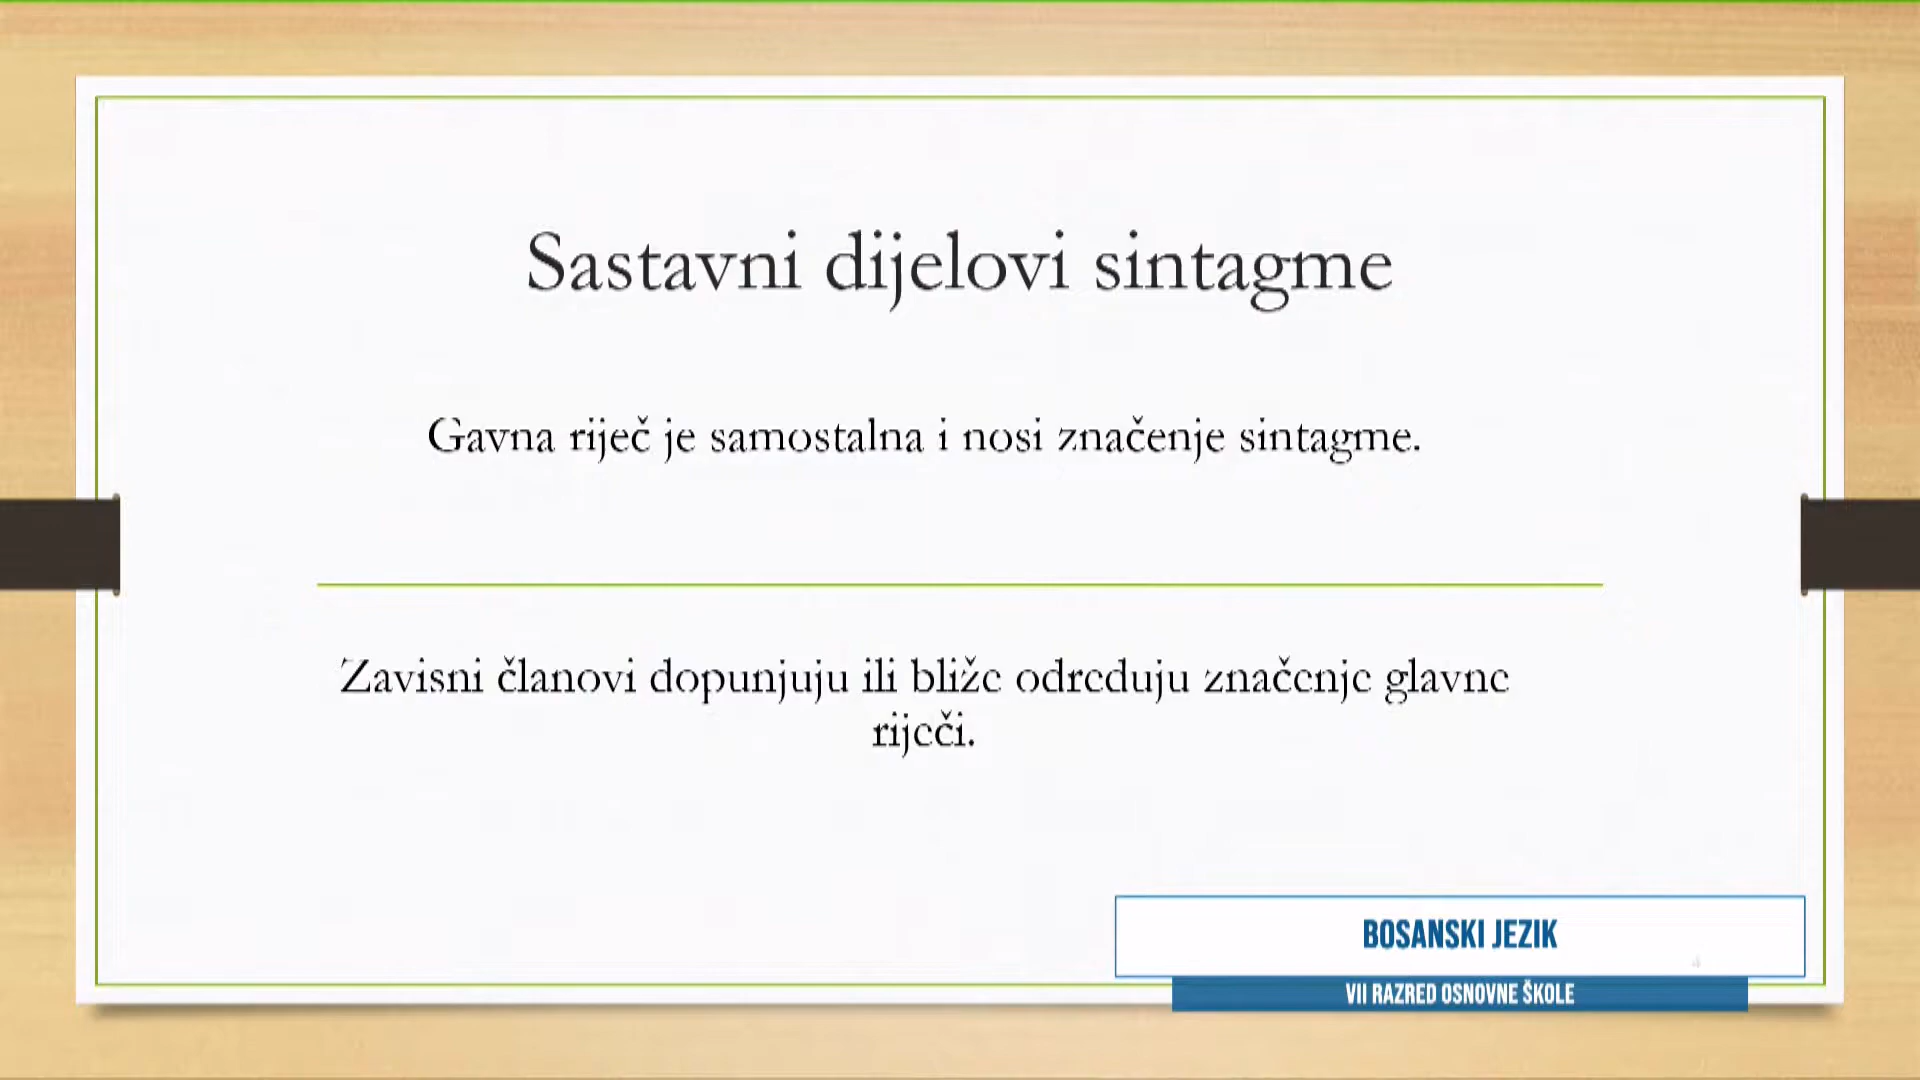 Sastavni dijelovi sintagme
Gavna riječ je samostalna i nosi značenje sintagme.
Zavisni članovi dopunjuju ili bliže određuju značenje glavne
riječi.
BOSANSKI JEZIK
4
VII RAZRED OSNOVNE ŠKOLE